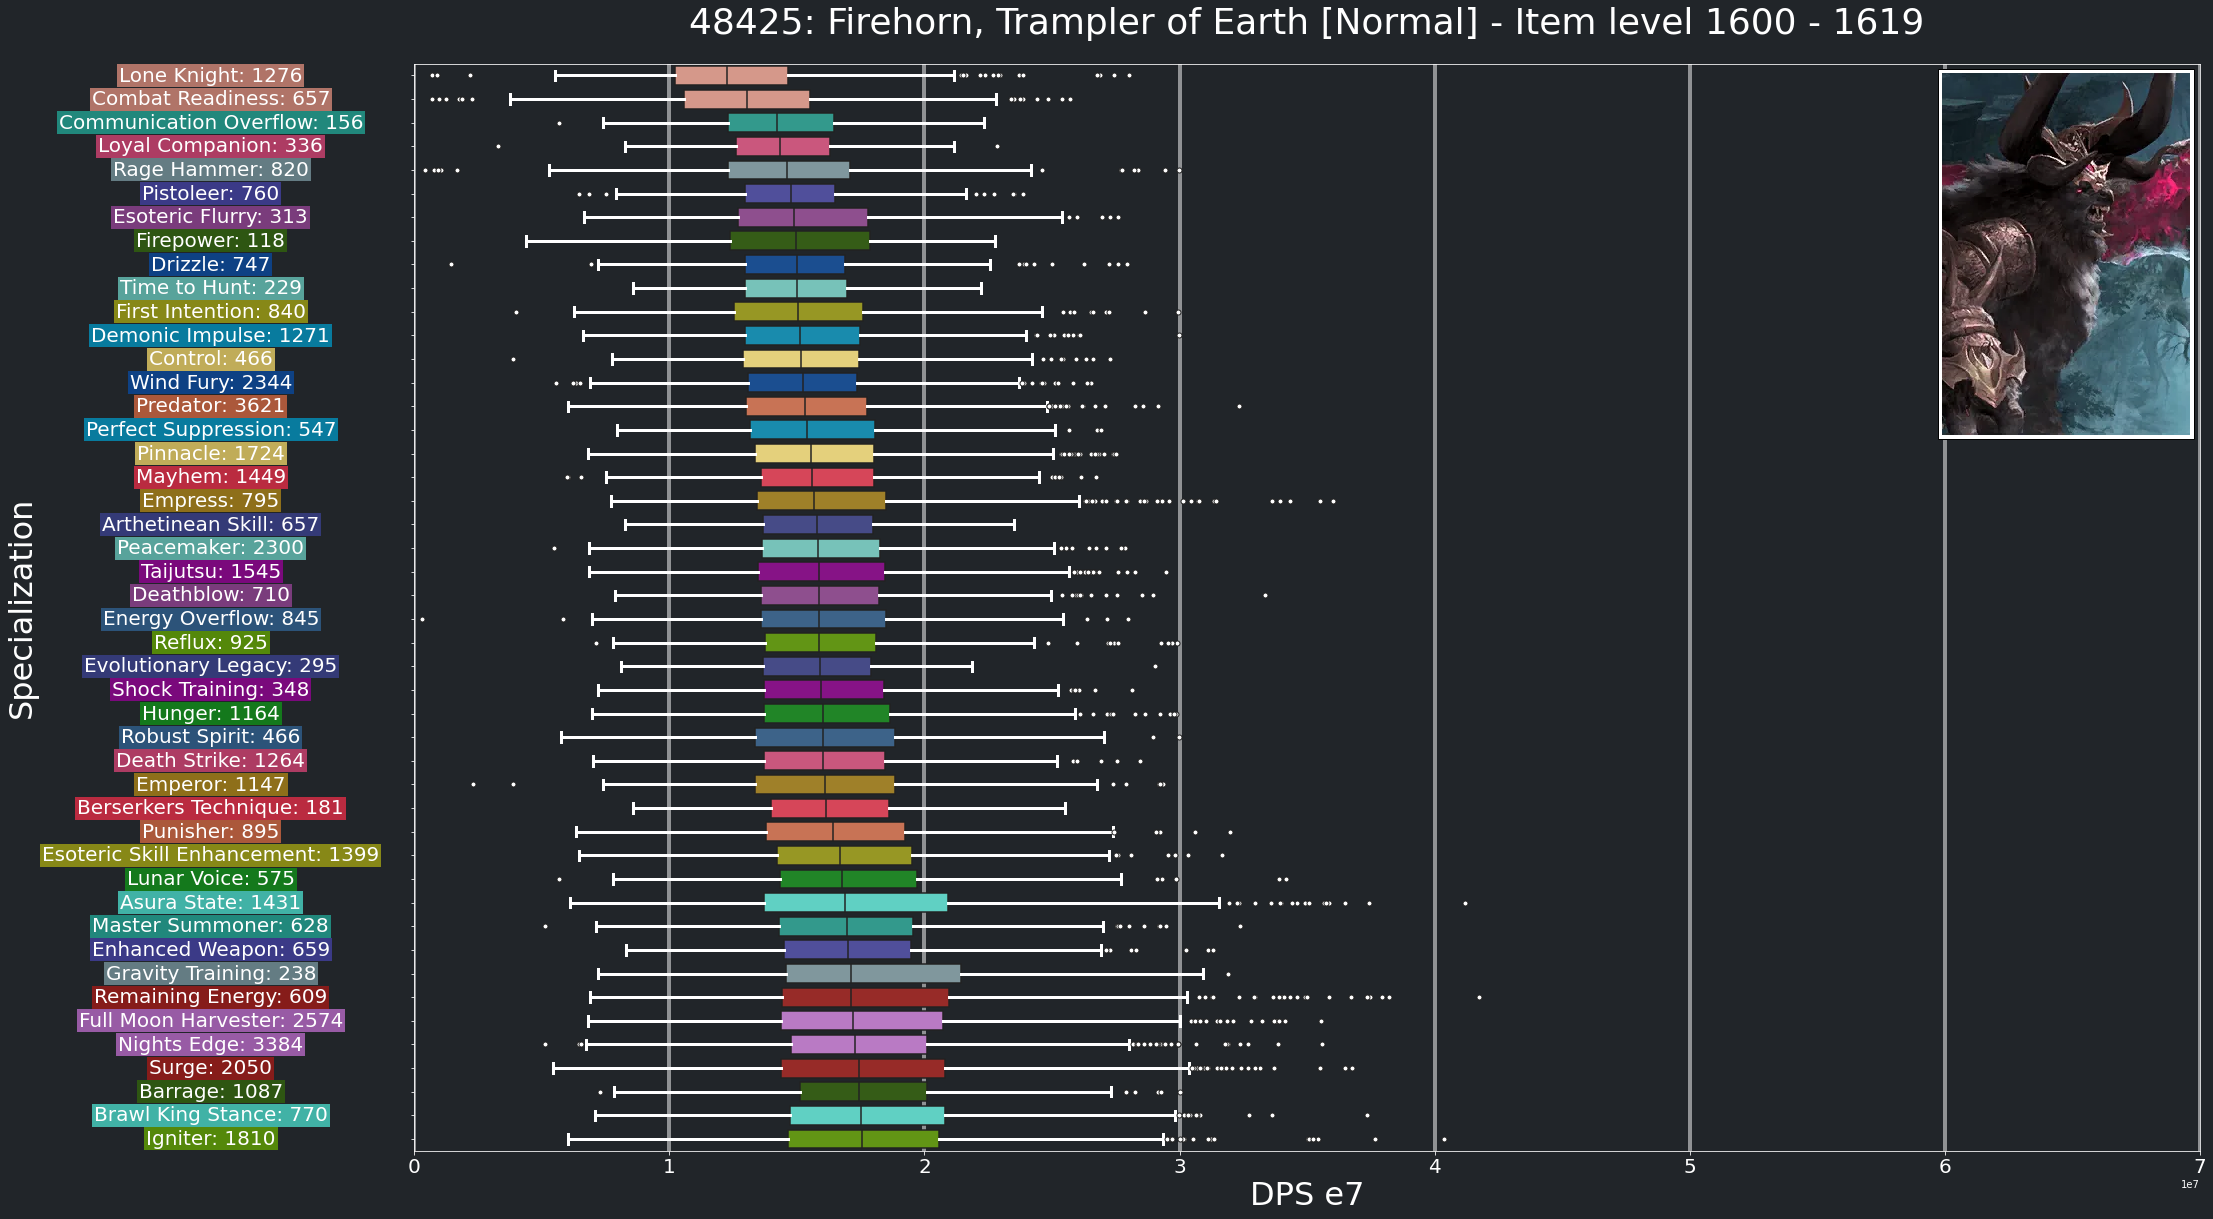 48425: Firehorn, Trampler of Earth [Normal] - Item level 1600 - 1619
Specialization
Lone Knight: 1276
Combat Readiness: 657
Communication Overflow: 156
Loyal Companion: 336
Rage Hammer: 820
Pistoleer: 760
Esoteric Flurry: 313
Firepower: 118
Drizzle: 747
Time to Hunt: 229
First Intention: 840
Demonic Impulse: 1271
Control: 466
Wind Fury: 2344
Predator: 3621
Perfect Suppression: 547
Pinnacle: 1724
Mayhem: 1449
Empress: 795
Arthetinean Skill: 657
Peacemaker: 2300
Taijutsu: 1545
Deathblow: 710
Energy Overflow: 845
Reflux: 925
Evolutionary Legacy: 295
Shock Training: 348
Hunger: 1164
Robust Spirit: 466
Death Strike: 1264
Emperor: 1147
Berserkers Technique: 181
Punisher: 895
Esoteric Skill Enhancement: 1399
Lunar Voice: 575
Asura State: 1431
Master Summoner: 628
Enhanced Weapon: 659
Gravity Training: 238
Remaining Energy: 609
Full Moon Harvester: 2574
Nights Edge: 3384
Surge: 2050
Barrage: 1087
Brawl King Stance: 770
Igniter: 1810
0 1 2 3 4 5 6 7
1e7
DPS e7